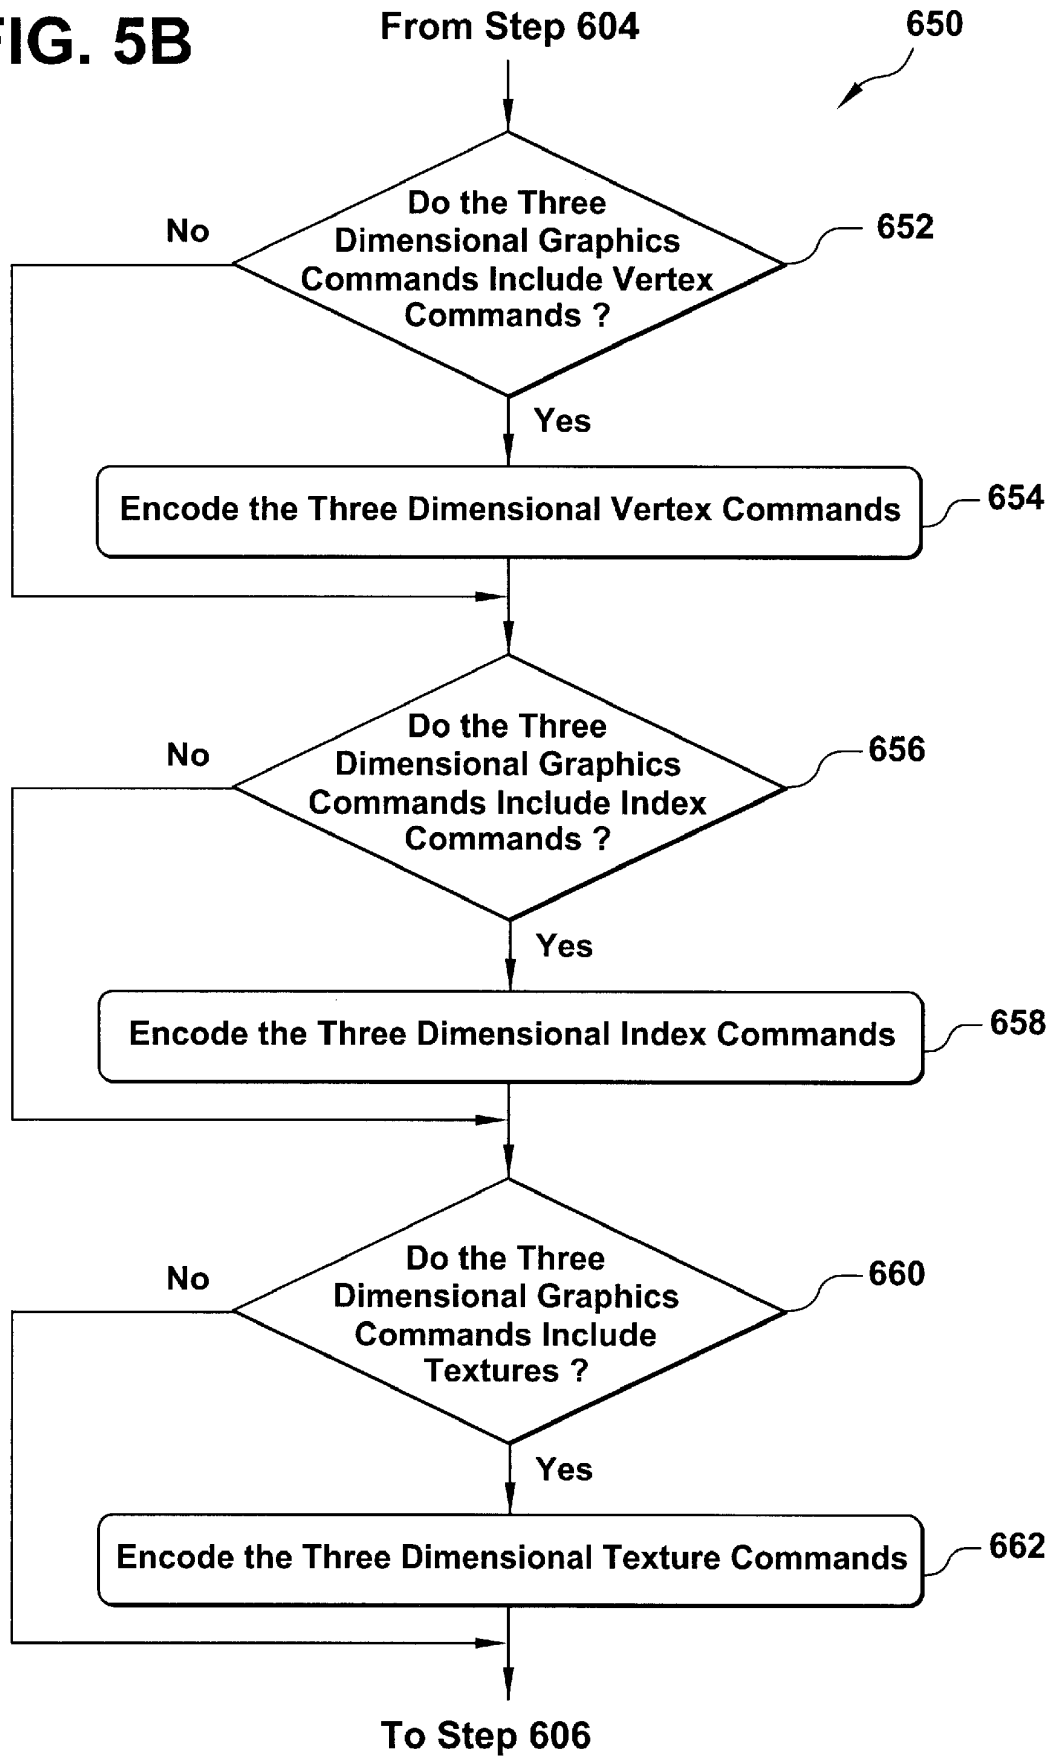 FIG. 5B
From Step 604
650
Do the Three
Dimensional Graphics
Commands Include Vertex
Commands ?
No
652
Yes
Encode the Three Dimensional Vertex Commands
654
Do the Three
Dimensional Graphics
Commands Include Index
Commands ?
No
656
Yes
Encode the Three Dimensional Index Commands
658
Do the Three
Dimensional Graphics
Commands Include
Textures ?
No
660
Yes
Encode the Three Dimensional Texture Commands
662
To Step 606